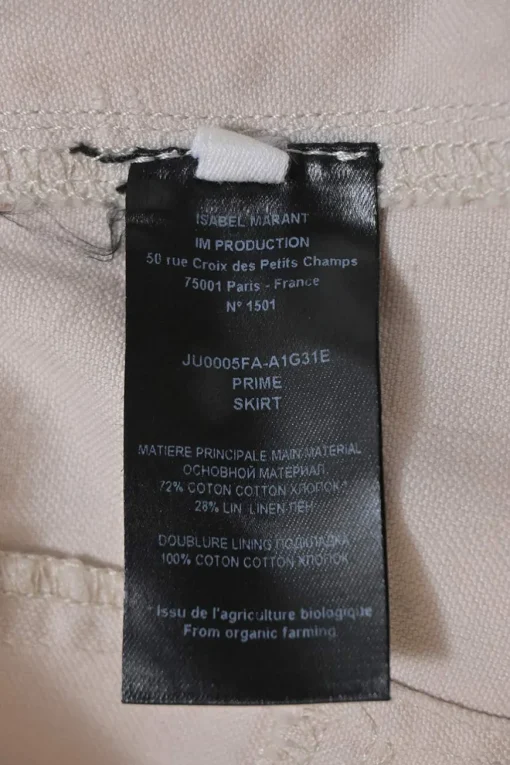 ISABEL MARANT
IM PRODUCTION
50 rue Croix des Petits Champs
75001 Paris - France
N° 1501
JU0005FA-A1G31E
PRIME
SKIRT
MATIERE PRINCIPALE MAIN MATERIAL
ОСНОВНОЙ МАТЕРИАЛ
72% COTON COTTON ХЛОПОК*
28% LIN LINEN ЛЕН
DOUBLURE LINING ПОДКЛАДКА
100% COTON COTTON ХЛОПОК
* Issu de l'agriculture biologique
From organic farming